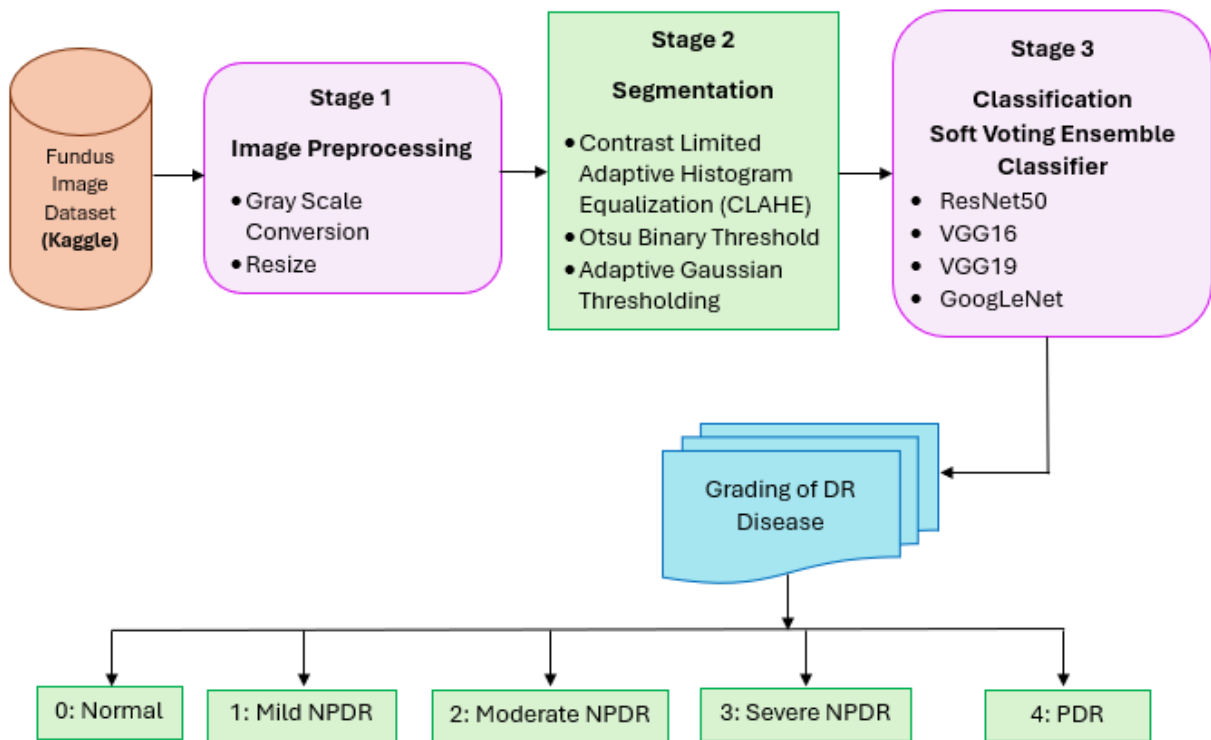 Fundus
Image
Dataset
(Kaggle)
Stage 1
Image Preprocessing
• Gray Scale
Conversion
• Resize
Stage 2
Segmentation
• Contrast Limited
Adaptive Histogram
Equalization (CLAHE)
• Otsu Binary Threshold
• Adaptive Gaussian
Thresholding
Stage 3
Classification
Soft Voting Ensemble
Classifier
• ResNet50
• VGG16
• VGG19
• GoogLeNet
Grading of DR
Disease
0: Normal
1: Mild NPDR
2: Moderate NPDR
3: Severe NPDR
4: PDR